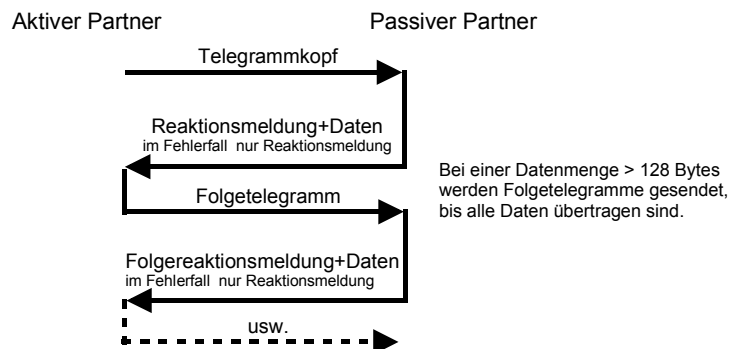 Aktiver Partner
Passiver Partner
Telegrammkopf
Reaktionsmeldung+Daten
im Fehlerfall nur Reaktionsmeldung
Bei einer Datenmenge > 128 Bytes
werden Folgetelegramme gesendet,
bis alle Daten übertragen sind.
Folgetelegramm
Folgereaktionsmeldung+Daten
im Fehlerfall nur Reaktionsmeldung
usw.